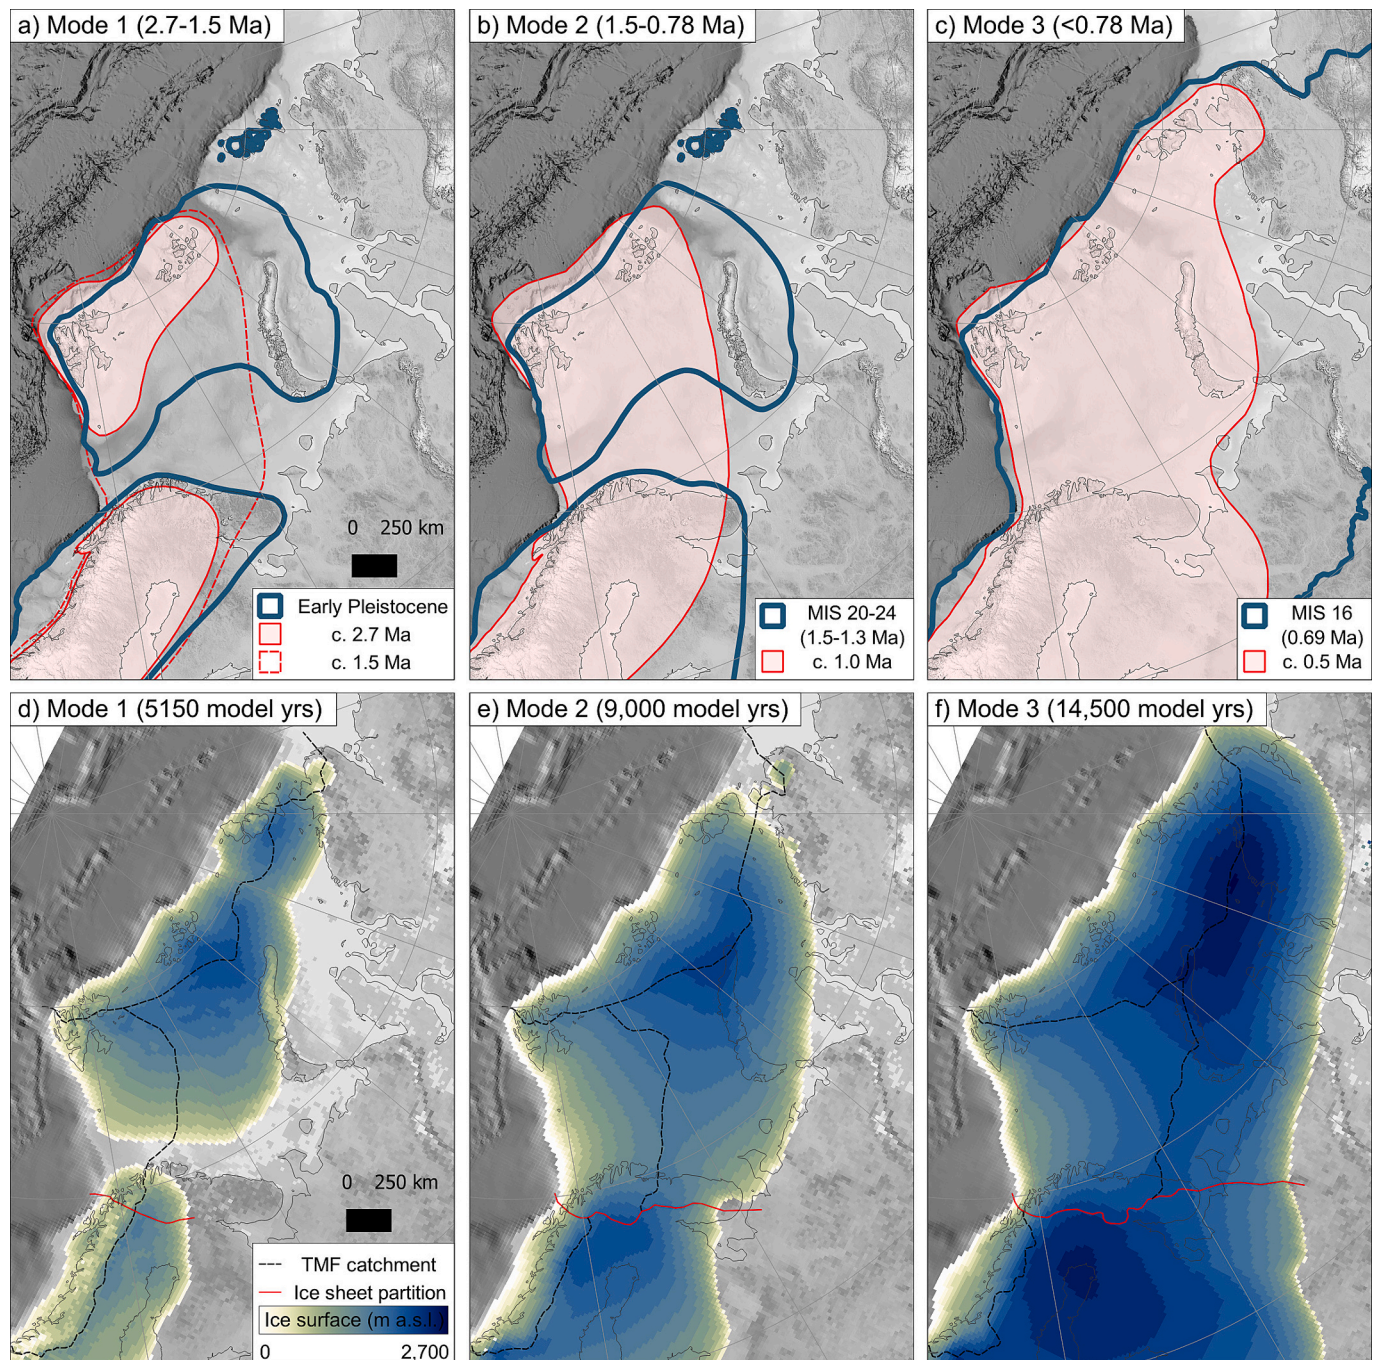 a) Mode 1 (2.7-1.5 Ma)
b) Mode 2 (1.5-0.78 Ma)
c) Mode 3 (<0.78 Ma)
0 250 km
Early Pleistocene
c. 2.7 Ma
c. 1.5 Ma
MIS 20-24
(1.5-1.3 Ma)
c. 1.0 Ma
MIS 16
(0.69 Ma)
c. 0.5 Ma
d) Mode 1 (5150 model yrs)
e) Mode 2 (9,000 model yrs)
f) Mode 3 (14,500 model yrs)
0 250 km
TMF catchment
Ice sheet partition
Ice surface (m a.s.l.)
0 2,700